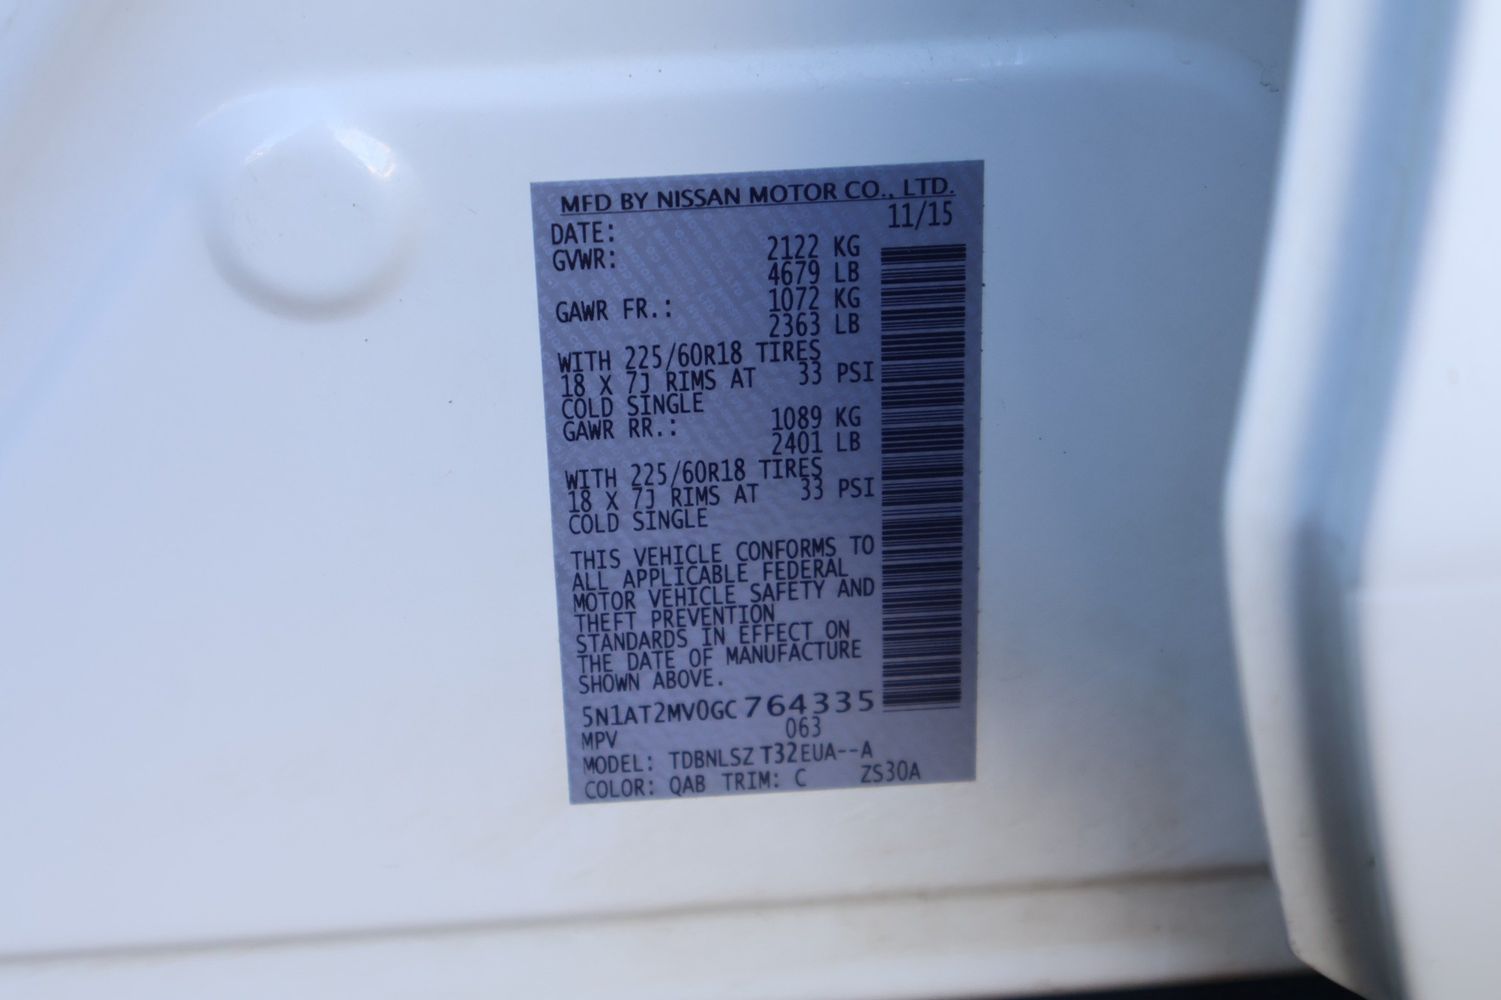 MFD BY NISSAN MOTOR CO., LTD.
DATE: 11/15
GVWR: 2122 KG
4679 LB
GAWR FR.: 1072 KG
2363 LB
WITH 225/60R18 TIRES
18 X 7J RIMS AT 33 PSI
COLD SINGLE
GAWR RR.: 1089 KG
2401 LB
WITH 225/60R18 TIRES
18 X 7J RIMS AT 33 PSI
COLD SINGLE
THIS VEHICLE CONFORMS TO
ALL APPLICABLE FEDERAL
MOTOR VEHICLE SAFETY AND
THEFT PREVENTION
STANDARDS IN EFFECT ON
THE DATE OF MANUFACTURE
SHOWN ABOVE.
5N1AT2MV0GC764335
MPV 063
MODEL: TDBNLSZ T32EUA--A
COLOR: QAB TRIM: C ZS30A